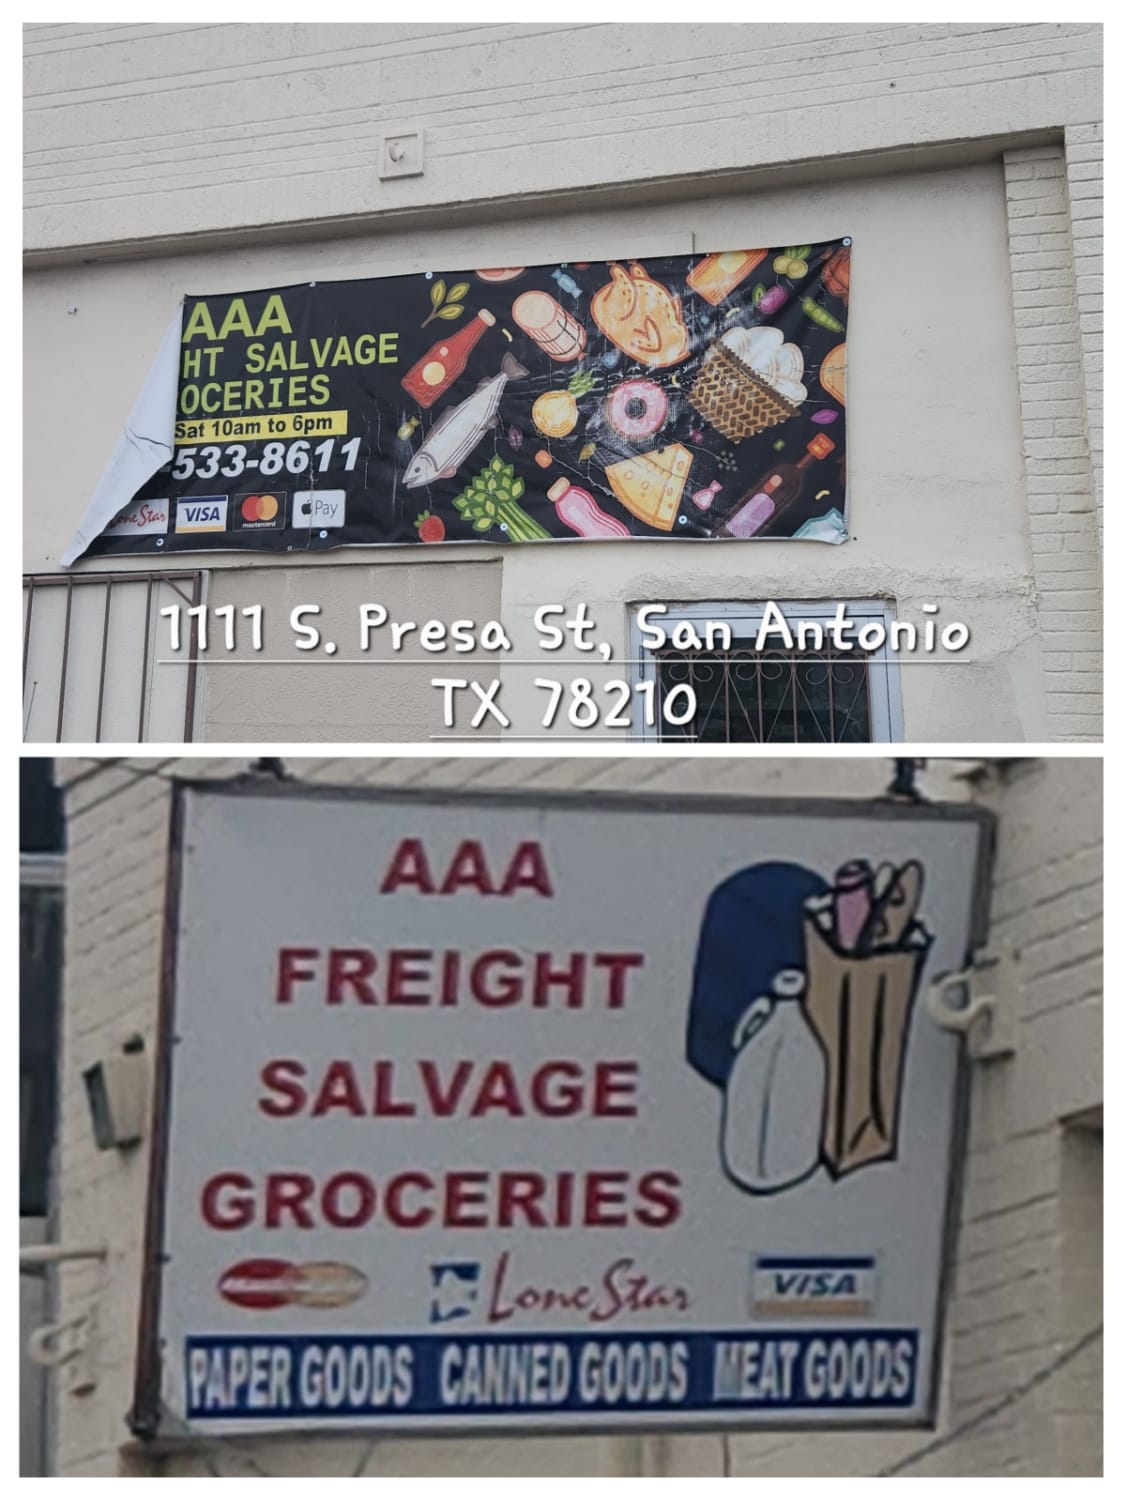 AAA
HT SALVAGE
OCERIES
Sat 10am to 6pm
-533-8611
Lone Star VISA mastercard Pay
1111 S. Presa St, San Antonio
TX 78210
AAA
FREIGHT
SALVAGE
GROCERIES
MasterCard Lone Star VISA
PAPER GOODS CANNED GOODS MEAT GOODS